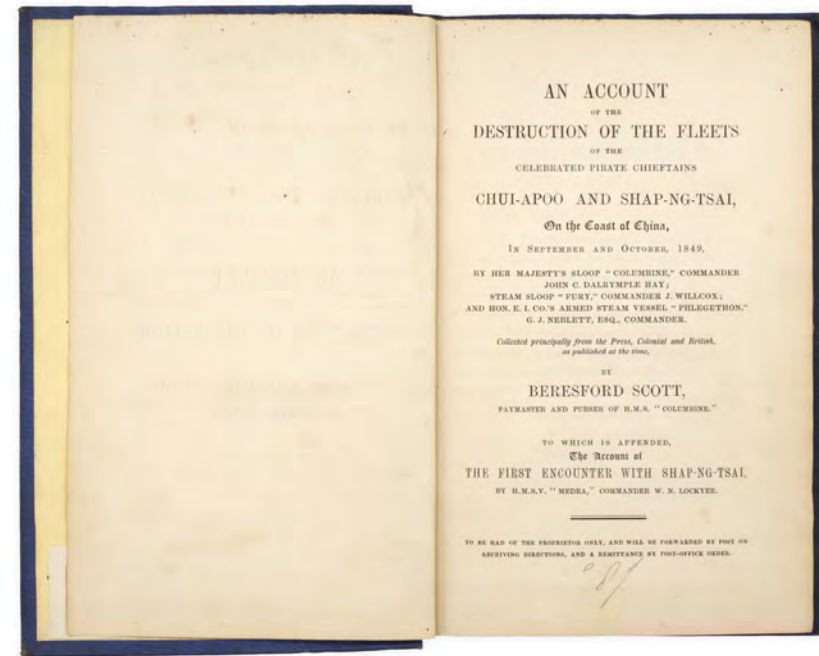 AN ACCOUNT
OF THE
DESTRUCTION OF THE FLEETS
OF THE
CELEBRATED PIRATE CHIEFTAINS
CHUI-APOO AND SHAP-NG-TSAI,
On the Coast of China,
IN SEPTEMBER AND OCTOBER, 1849,
BY HER MAJESTY'S SLOOP "COLUMBINE," COMMANDER
JOHN C. DALRYMPLE HAY;
STEAM SLOOP "FURY," COMMANDER J. WILLCOX;
AND HON. E. I. CO.'S ARMED STEAM VESSEL "PHLEGETHON."
G. J. NEBLETT, ESQ., COMMANDER.
Collected principally from the Press, Colonial and British,
as published at the time,
BY
BERESFORD SCOTT,
PAYMASTER AND PURSER OF H.M.S. "COLUMBINE."
TO WHICH IS APPENDED,
The Account of
THE FIRST ENCOUNTER WITH SHAP-NG-TSAI,
BY H.M.S.V. "MEDEA," COMMANDER W. N. LOCKYER.
TO BE HAD OF THE PROPRIETOR ONLY, AND WILL BE FORWARDED BY POST ON
RECEIVING DIRECTIONS, AND A REMITTANCE BY POST-OFFICE ORDER.